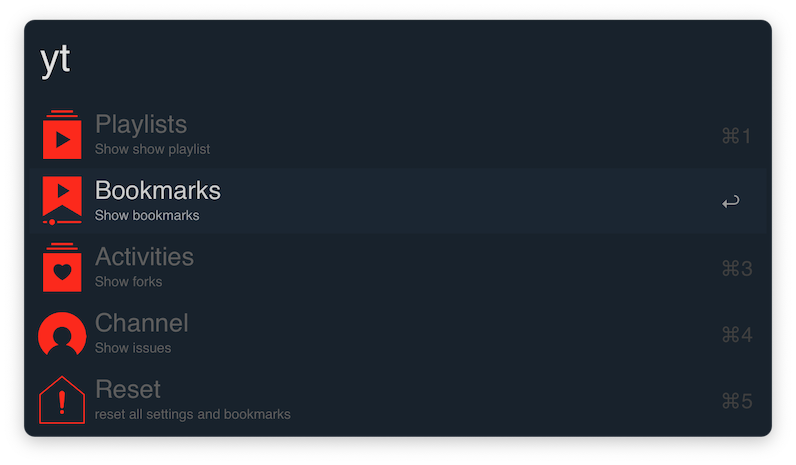 yt
Playlists
Show show playlist
⌘1
Bookmarks
Show bookmarks
↩
Activities
Show forks
⌘3
Channel
Show issues
⌘4
Reset
reset all settings and bookmarks
⌘5